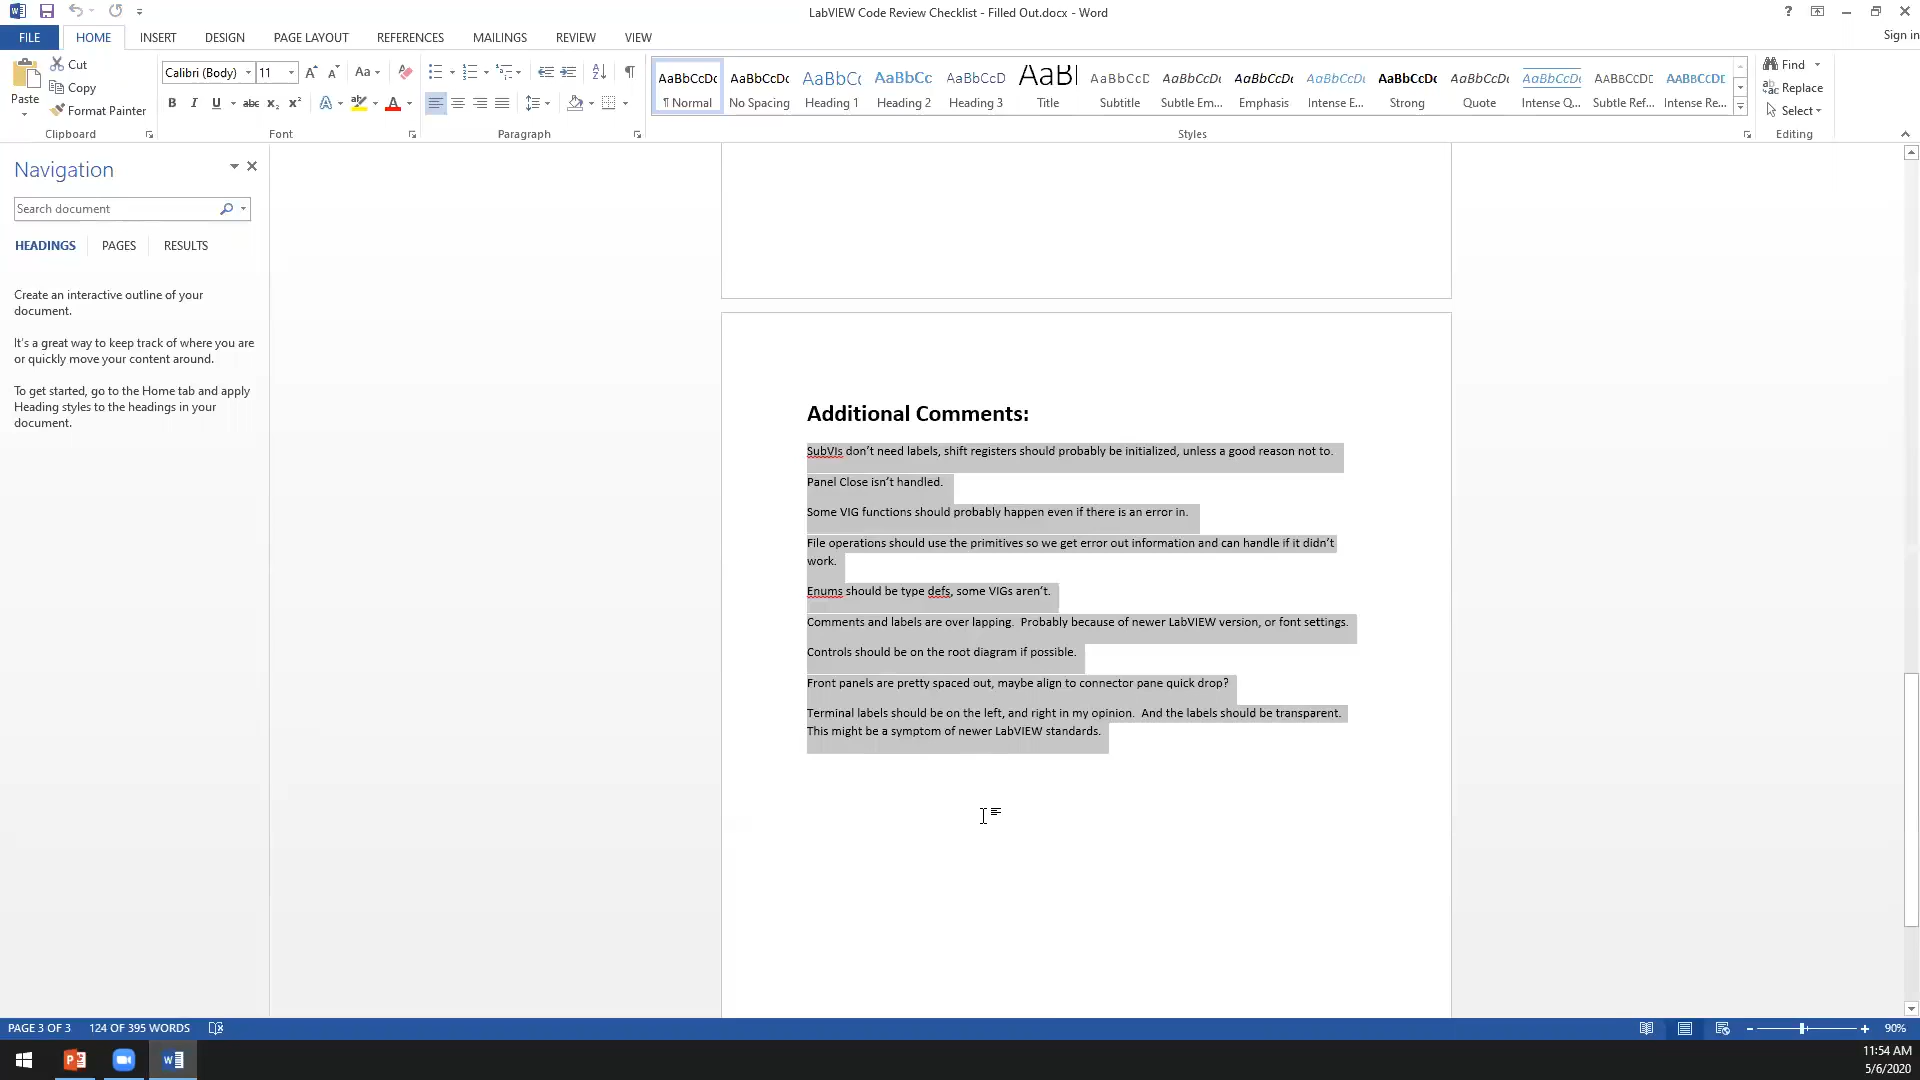 LabVIEW Code Review Checklist - Filled Out.docx - Word
FILE HOME INSERT DESIGN PAGE LAYOUT REFERENCES MAILINGS REVIEW VIEW Sign in
Paste
Cut
Copy
Format Painter
Clipboard
Calibri (Body) 11
Font
Paragraph
AaBbCcDc AaBbCcDc AaBbCc AaBbCc AaBbCcD AaBl AaBbCcD AaBbCcDc AaBbCcDc AaBbCcDc AaBbCcDc AaBbCcDc AaBbCcDc AABBCCDC AABBCCDC
¶ Normal No Spacing Heading 1 Heading 2 Heading 3 Title Subtitle Subtle Em... Emphasis Intense E... Strong Quote Intense Q... Subtle Ref... Intense Re...
Styles
Find
Replace
Select
Editing
Navigation
Search document
HEADINGS PAGES RESULTS
Create an interactive outline of your
document.
It's a great way to keep track of where you are
or quickly move your content around.
To get started, go to the Home tab and apply
Heading styles to the headings in your
document.
Additional Comments:
SubVIs don't need labels, shift registers should probably be initialized, unless a good reason not to.
Panel Close isn't handled.
Some VIG functions should probably happen even if there is an error in.
File operations should use the primitives so we get error out information and can handle if it didn't
work.
Enums should be type defs, some VIGs aren't.
Comments and labels are over lapping.  Probably because of newer LabVIEW version, or font settings.
Controls should be on the root diagram if possible.
Front panels are pretty spaced out, maybe align to connector pane quick drop?
Terminal labels should be on the left, and right in my opinion.  And the labels should be transparent.
This might be a symptom of newer LabVIEW standards.
PAGE 3 OF 3 124 OF 395 WORDS 90%
11:54 AM
5/6/2020